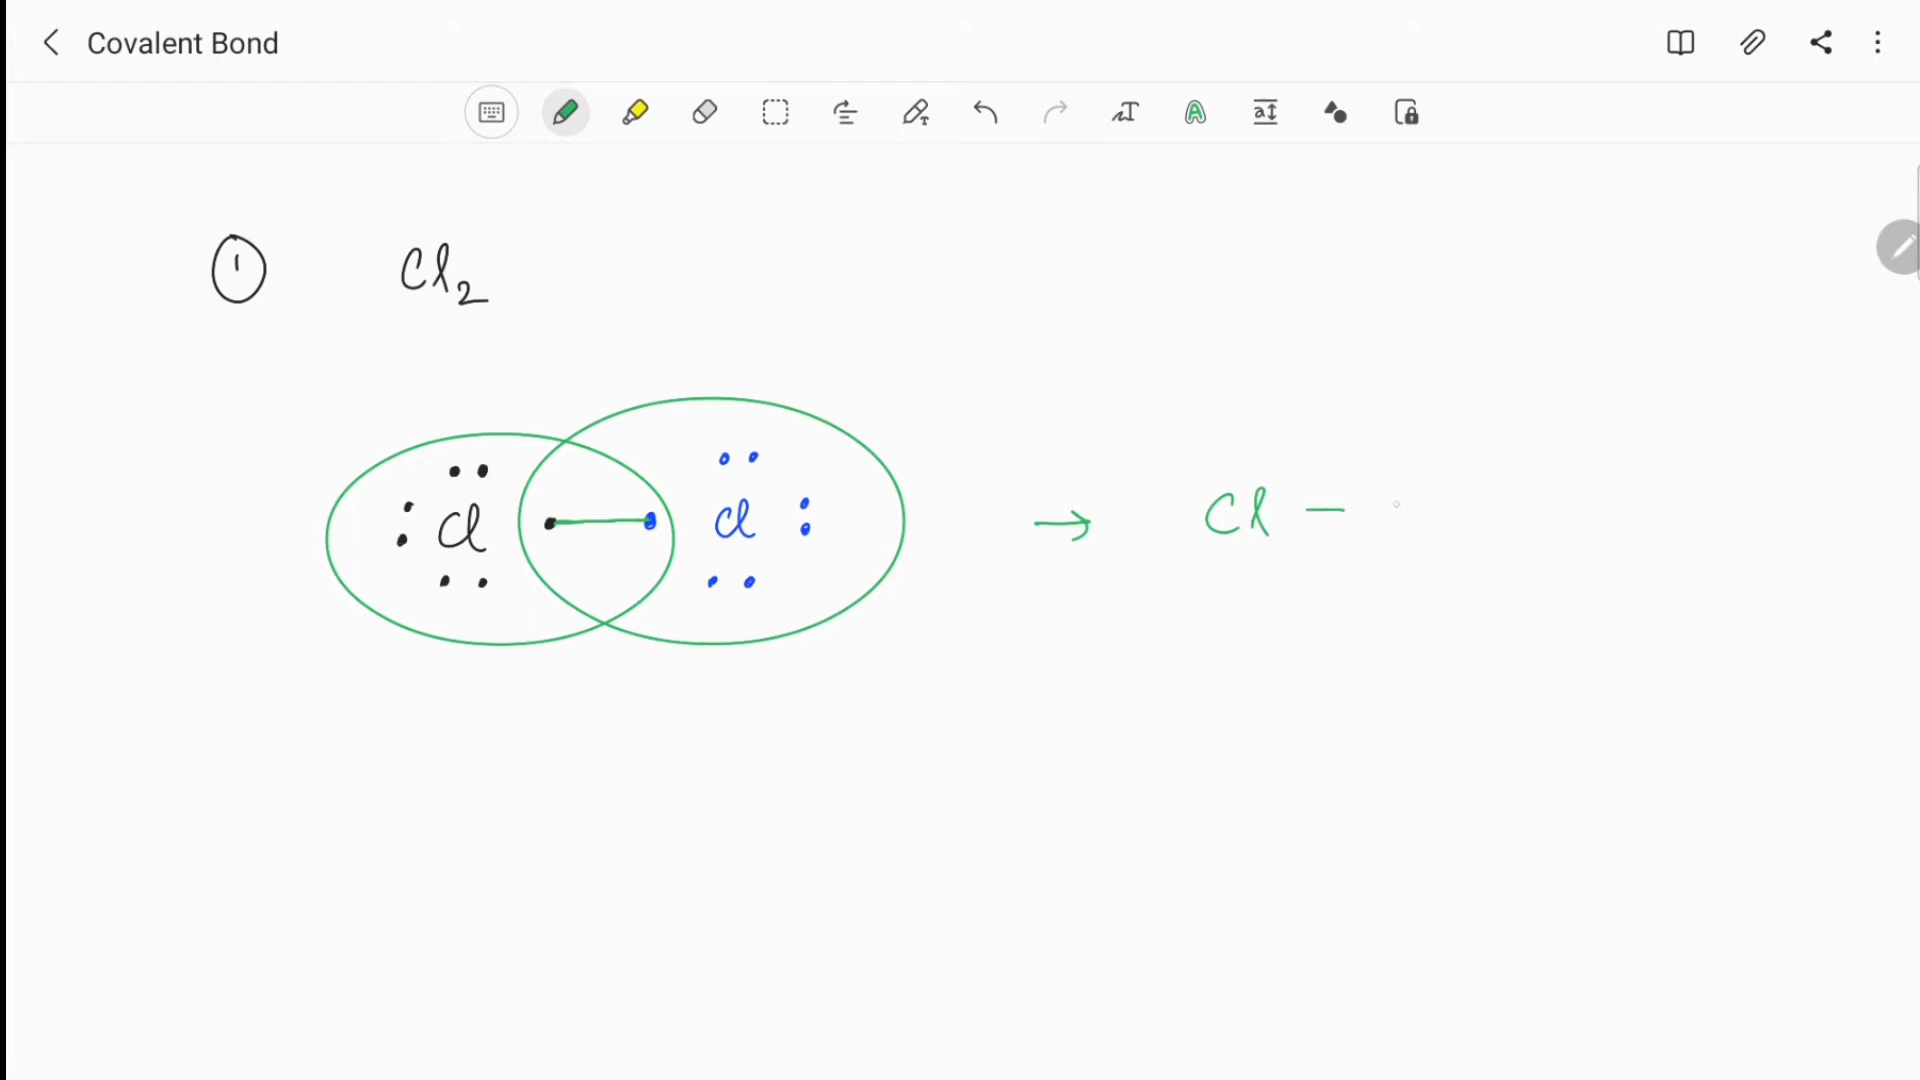 Covalent Bond
① Cl₂
Cl Cl → Cl —